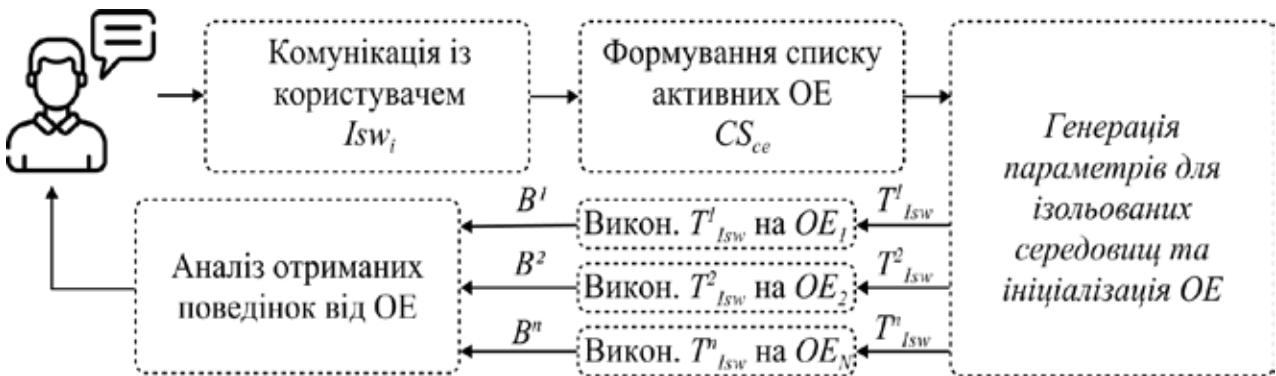 Комунікація із
користувачем
Isw_i
Формування списку
активних ОЕ
CS_ce
Генерація
параметрів для
ізольованих
середовищ та
ініціалізація ОЕ
T^1_Isw
Викон. T^1_Isw на OE_1
B^1
T^2_Isw
Викон. T^2_Isw на OE_2
B^2
T^n_Isw
Викон. T^n_Isw на OE_N
B^n
Аналіз отриманих
поведінок від ОЕ